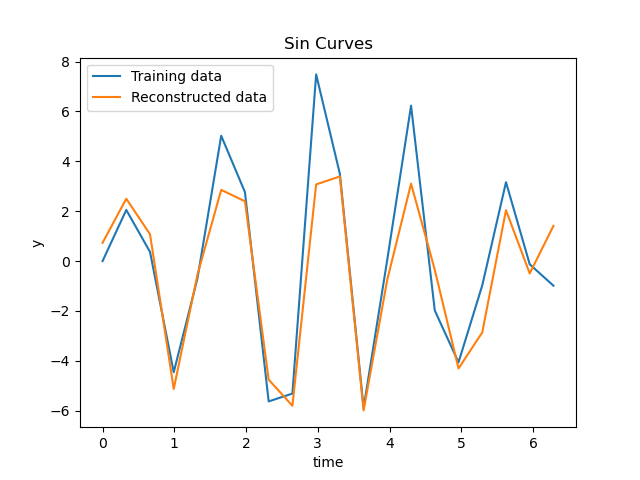 Sin Curves
Training data
Reconstructed data
8
6
4
2
0
−2
−4
−6
y
0 1 2 3 4 5 6
time